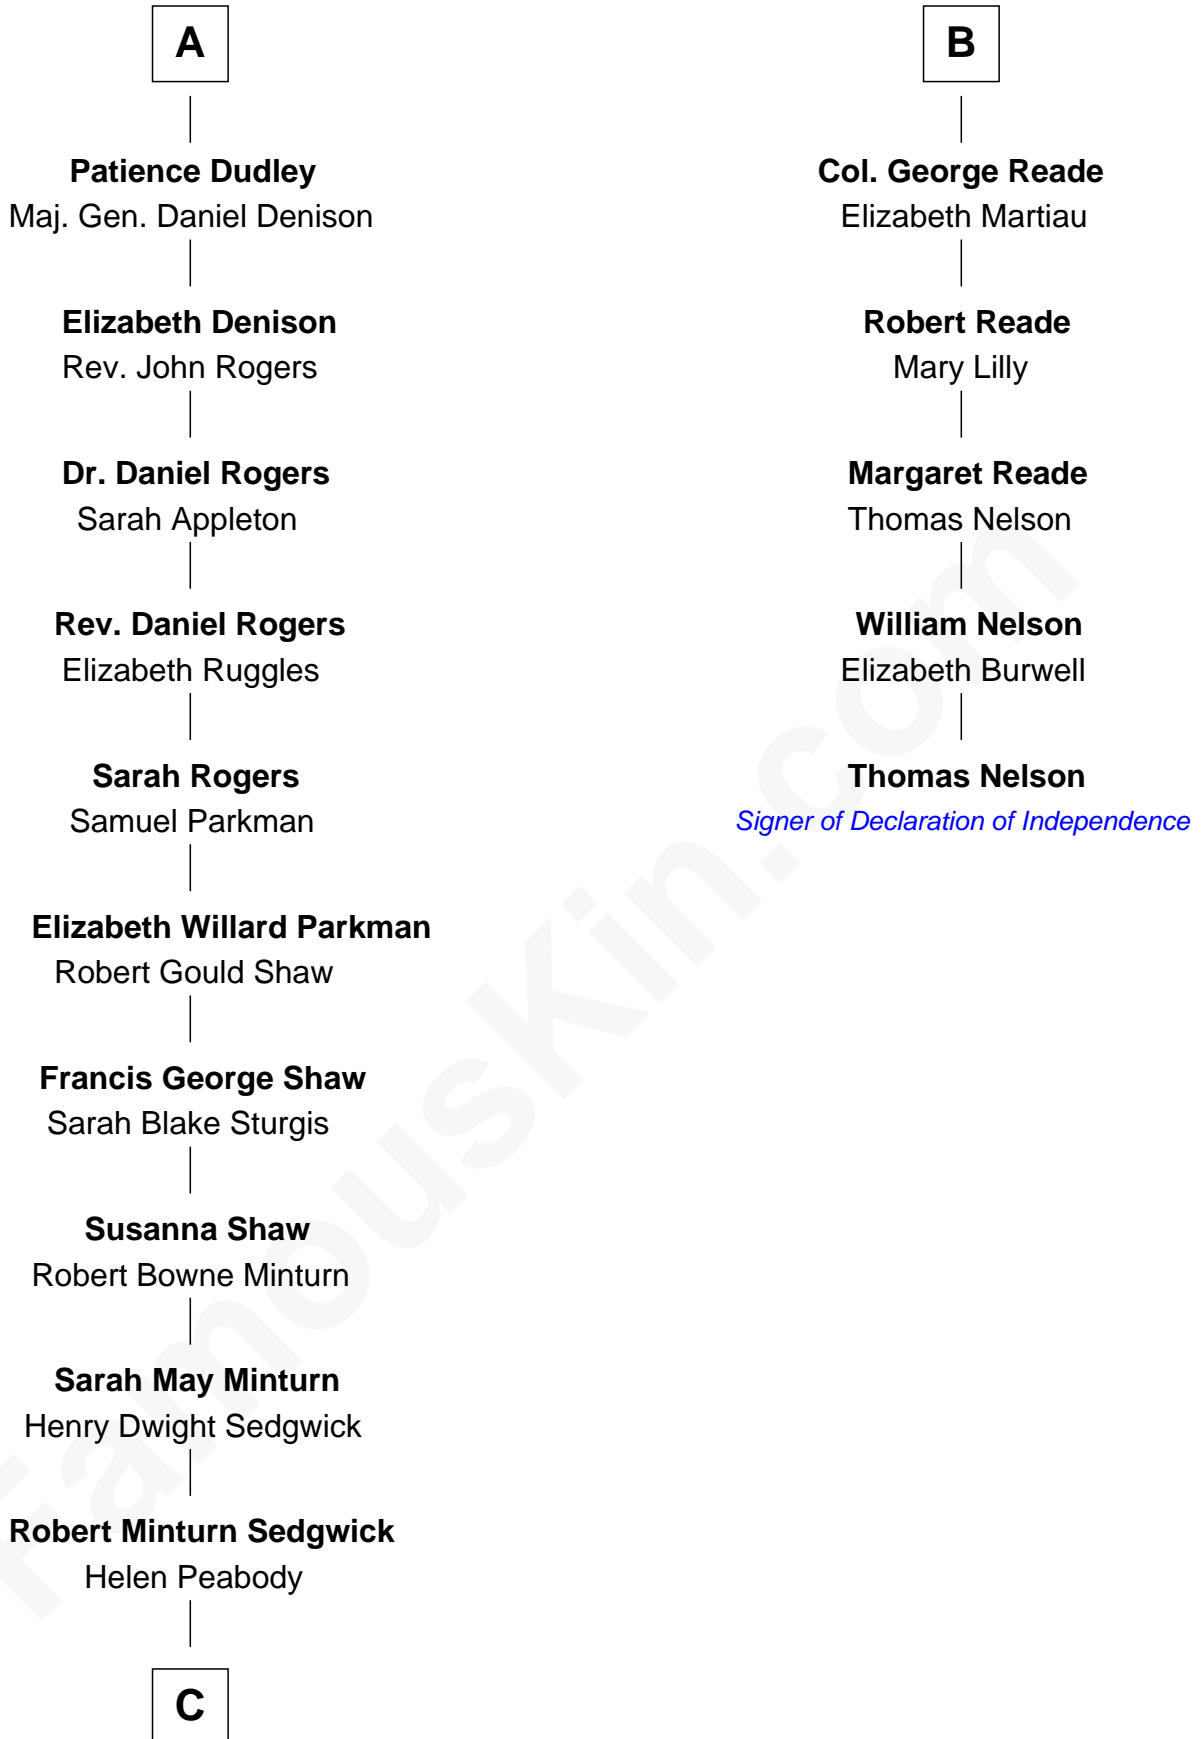 A
Patience Dudley
Maj. Gen. Daniel Denison
Elizabeth Denison
Rev. John Rogers
Dr. Daniel Rogers
Sarah Appleton
Rev. Daniel Rogers
Elizabeth Ruggles
Sarah Rogers
Samuel Parkman
Elizabeth Willard Parkman
Robert Gould Shaw
Francis George Shaw
Sarah Blake Sturgis
Susanna Shaw
Robert Bowne Minturn
Sarah May Minturn
Henry Dwight Sedgwick
Robert Minturn Sedgwick
Helen Peabody
C
B
Col. George Reade
Elizabeth Martiau
Robert Reade
Mary Lilly
Margaret Reade
Thomas Nelson
William Nelson
Elizabeth Burwell
Thomas Nelson
Signer of Declaration of Independence
FamousKin.com